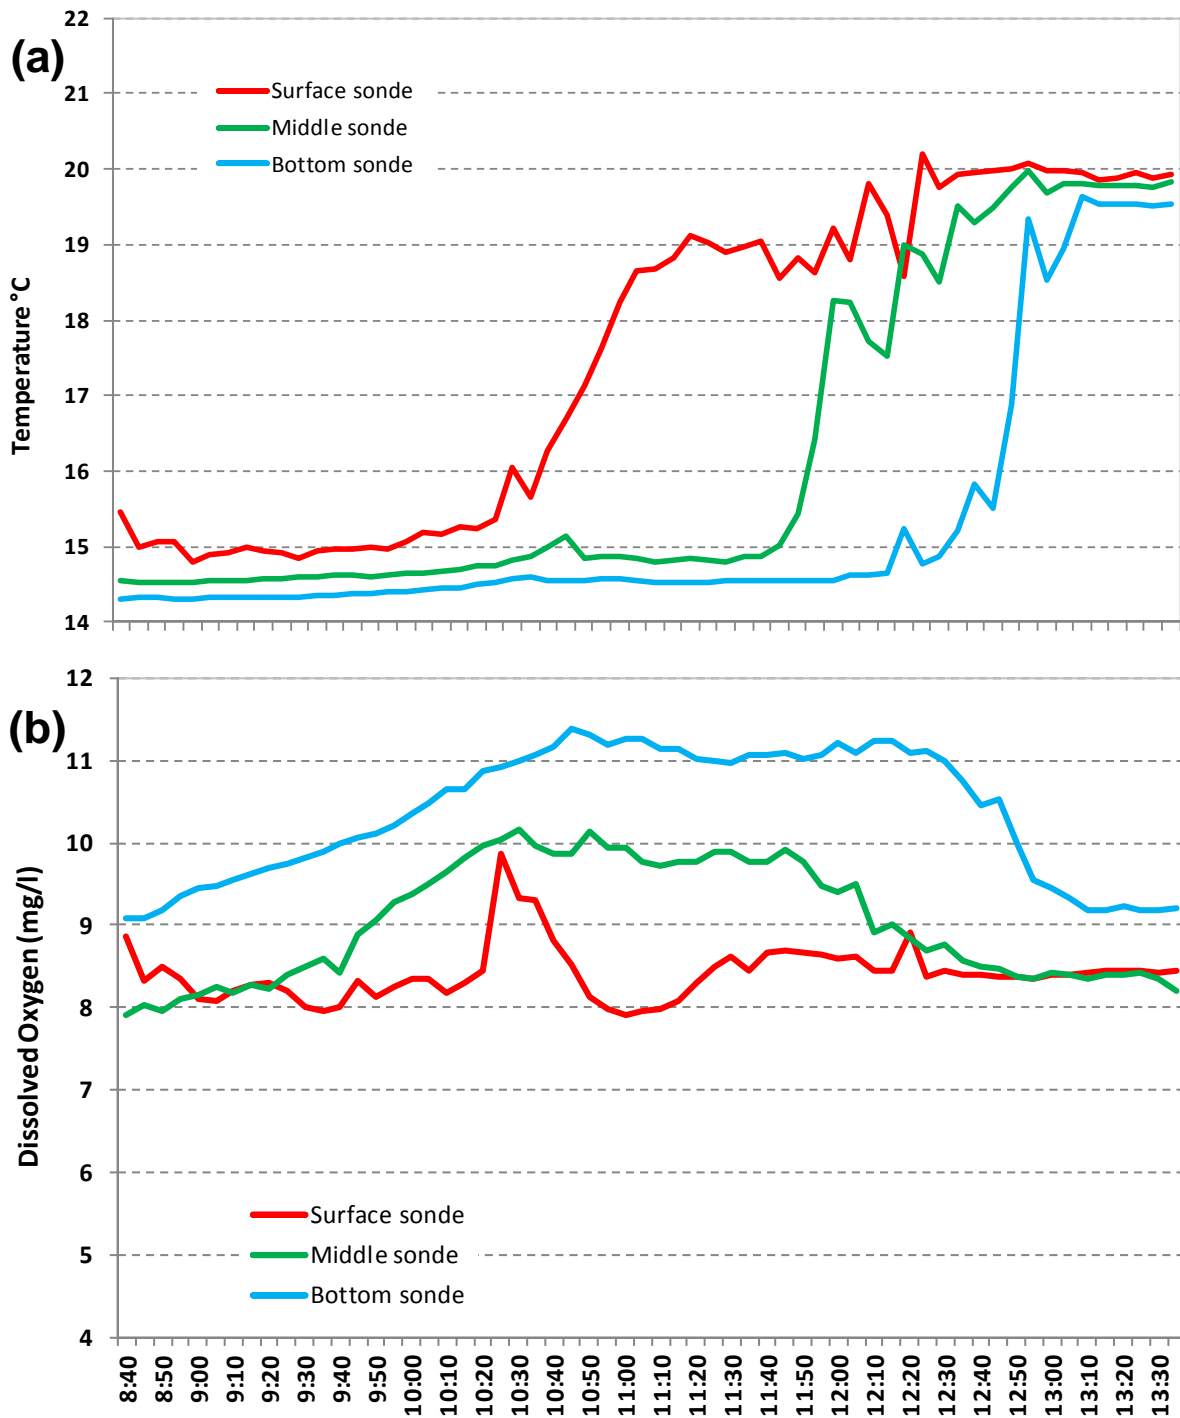 (a)
22
21
20
19
18
17
16
15
14
Temperature °C
Surface sonde
Middle sonde
Bottom sonde
(b)
12
11
10
9
8
7
6
5
4
Dissolved Oxygen (mg/l)
Surface sonde
Middle sonde
Bottom sonde
8:40 8:50 9:00 9:10 9:20 9:30 9:40 9:50 10:00 10:10 10:20 10:30 10:40 10:50 11:00 11:10 11:20 11:30 11:40 11:50 12:00 12:10 12:20 12:30 12:40 12:50 13:00 13:10 13:20 13:30